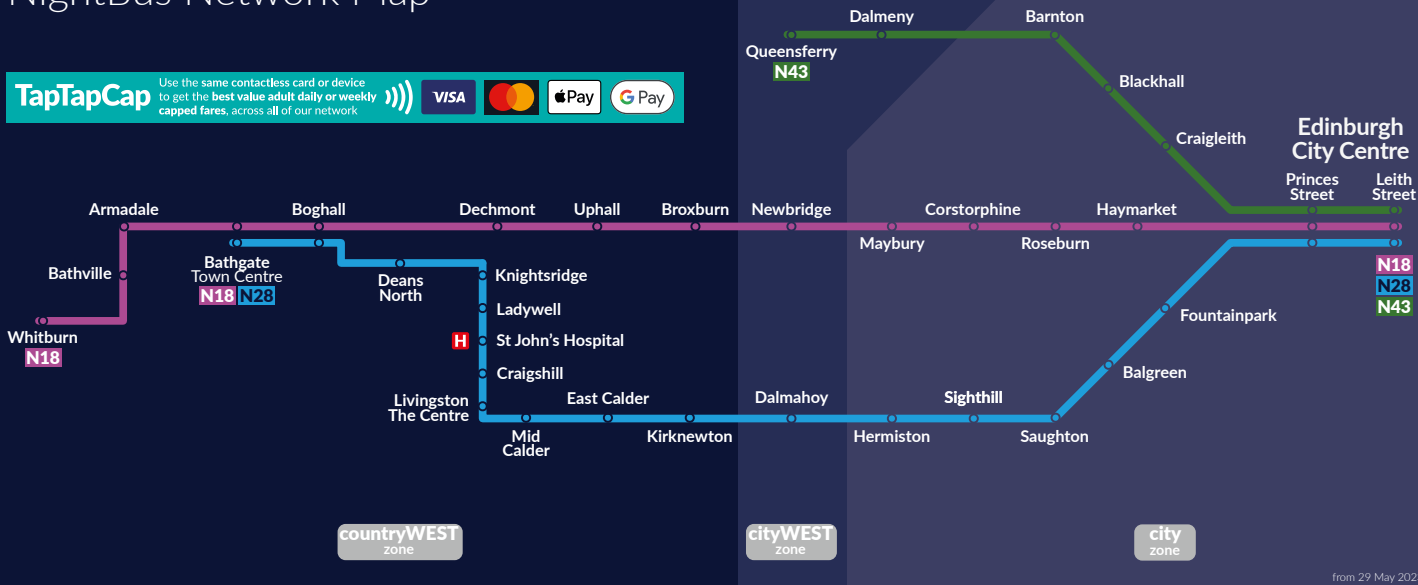 NightBus Network Map
TapTapCap
Use the same contactless card or device
to get the best value adult daily or weekly
capped fares, across all of our network
VISA
Pay
G Pay
Dalmeny
Barnton
Queensferry
N43
Blackhall
Craigleith
Edinburgh
City Centre
Princes
Street
Leith
Street
Armadale
Boghall
Dechmont
Uphall
Broxburn
Newbridge
Corstorphine
Haymarket
Maybury
Roseburn
Bathville
Bathgate
Town Centre
N18 N28
Deans
North
Knightsridge
Ladywell
H
St John's Hospital
Craigshill
Livingston
The Centre
Whitburn
N18
N18
N28
N43
Fountainpark
Balgreen
East Calder
Dalmahoy
Sighthill
Mid
Calder
Kirknewton
Hermiston
Saughton
countryWEST
zone
cityWEST
zone
city
zone
from 29 May 202